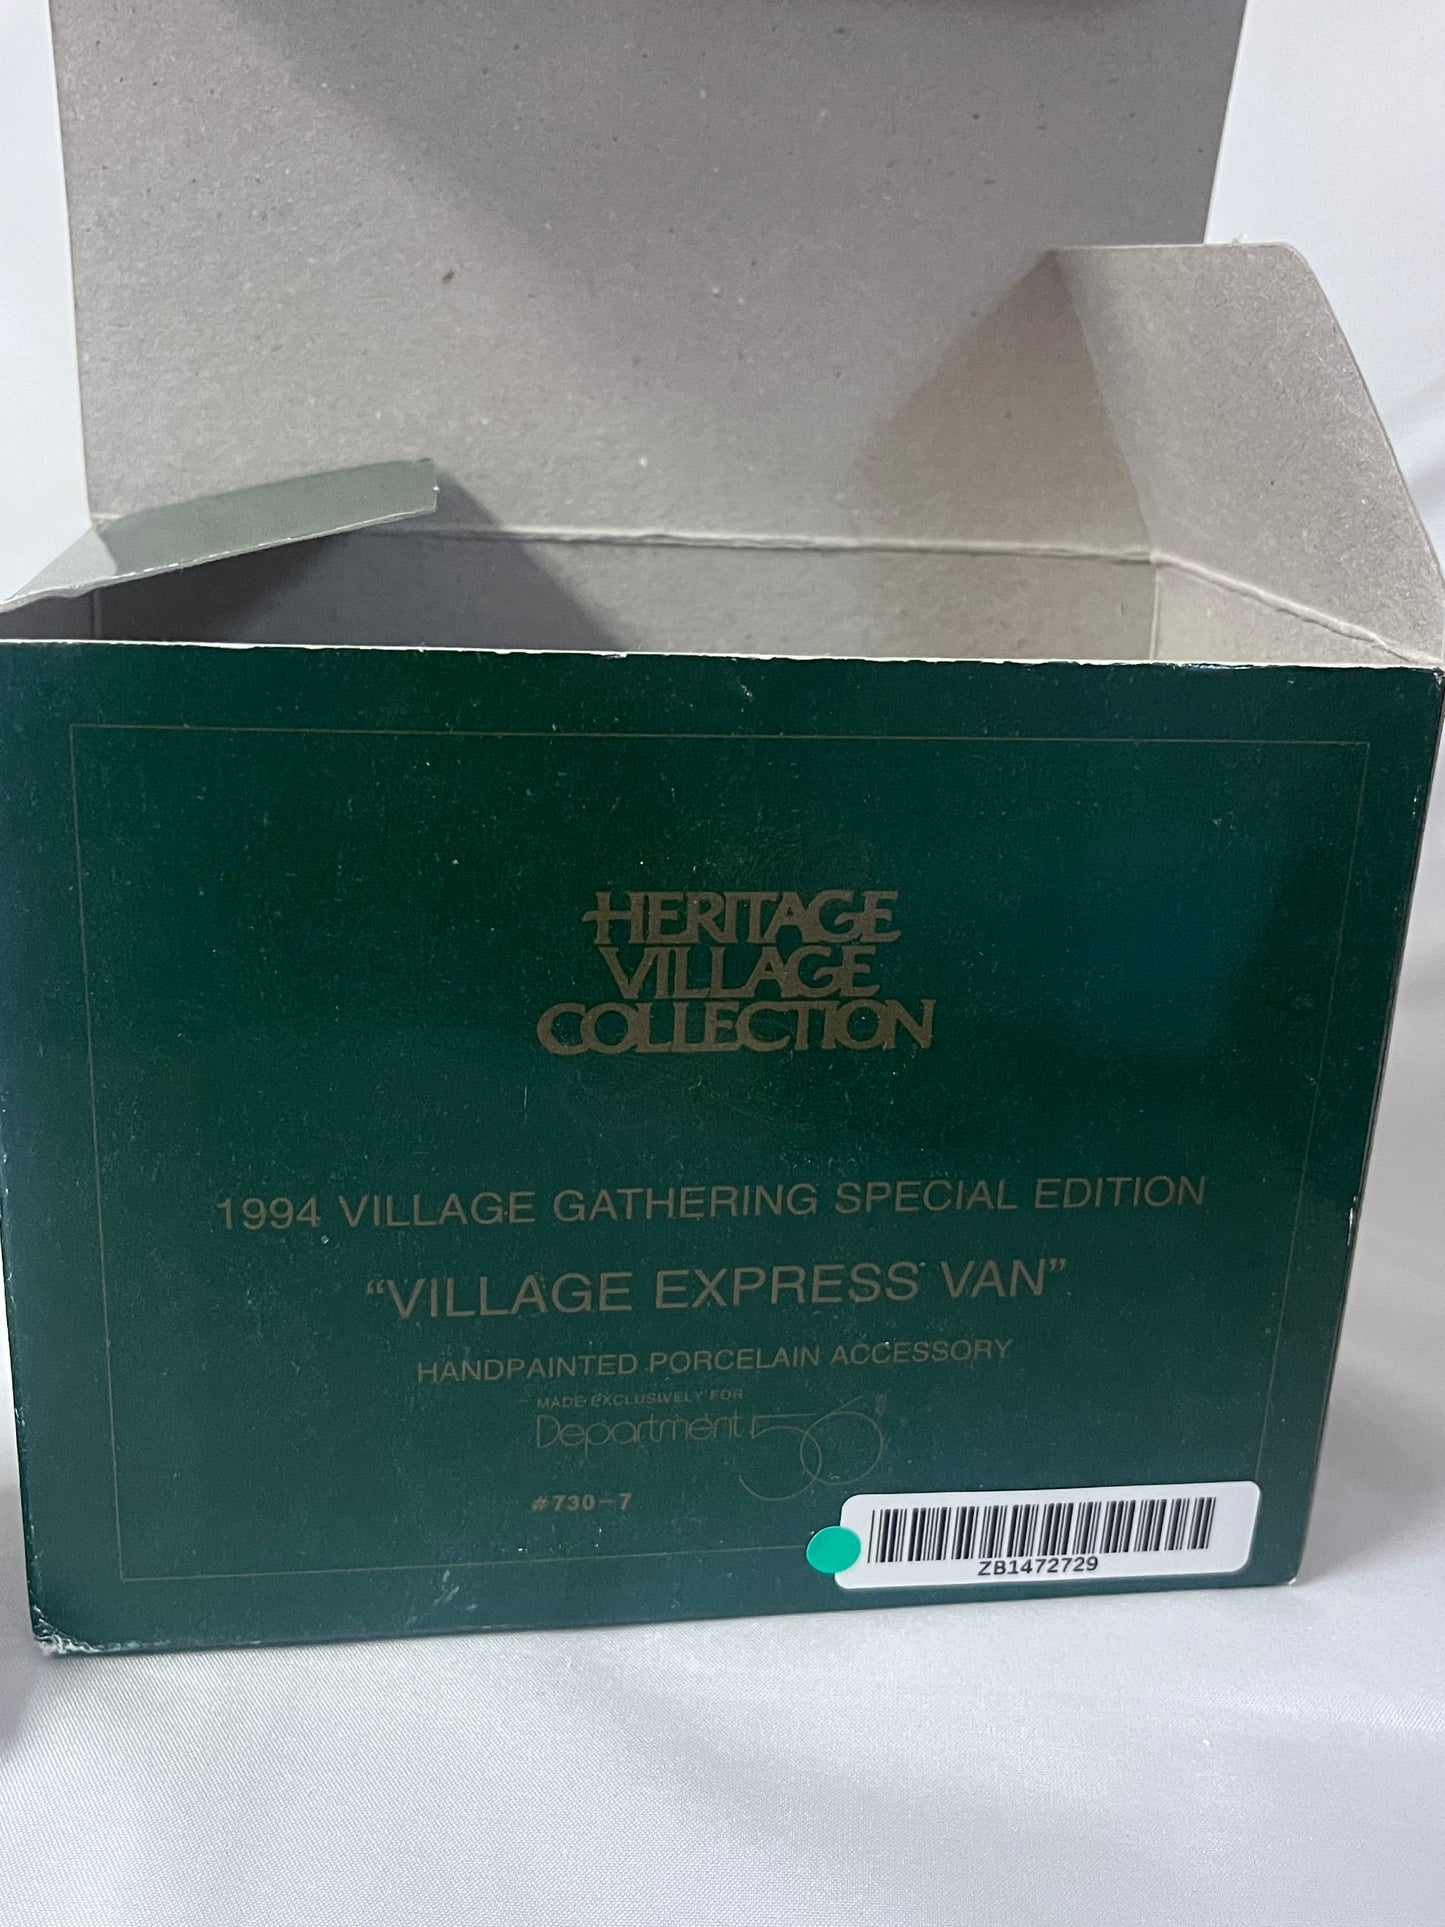 HERITAGE
VILLAGE
COLLECTION
1994 VILLAGE GATHERING SPECIAL EDITION
“VILLAGE EXPRESS VAN”
HANDPAINTED PORCELAIN ACCESSORY
MADE EXCLUSIVELY FOR
Department 56
#730-7
ZB1472729